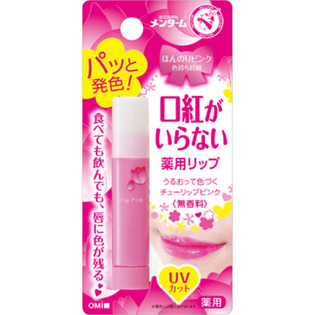 メンターム
ほんのりピンク
色持ち持続
パッと
発色!
口紅が
いらない
薬用リップ
うるおって色づく
チューリップピンク
〈無香料〉
食べても飲んでも、唇に色が残る
UV
カット
OMI
薬用